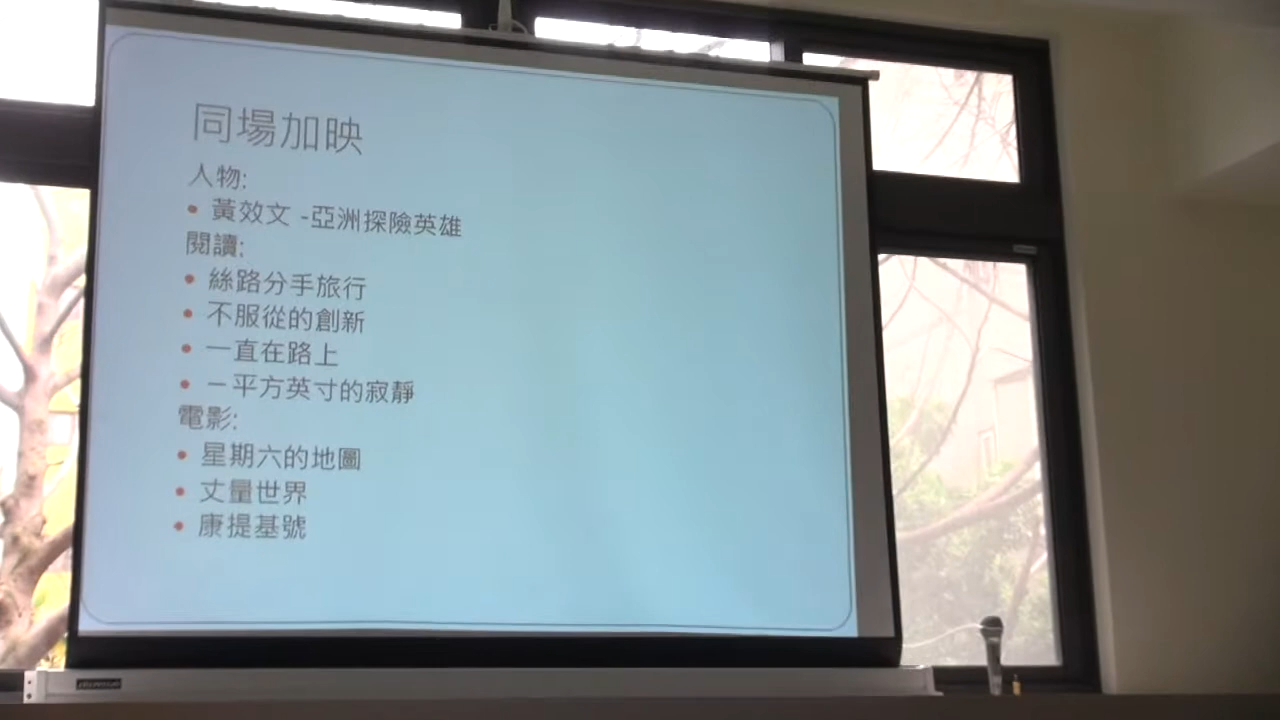 同場加映
人物:
• 黃效文 -亞洲探險英雄
閱讀:
• 絲路分手旅行
• 不服從的創新
• 一直在路上
• 一平方英寸的寂靜
電影:
• 星期六的地圖
• 丈量世界
• 康提基號